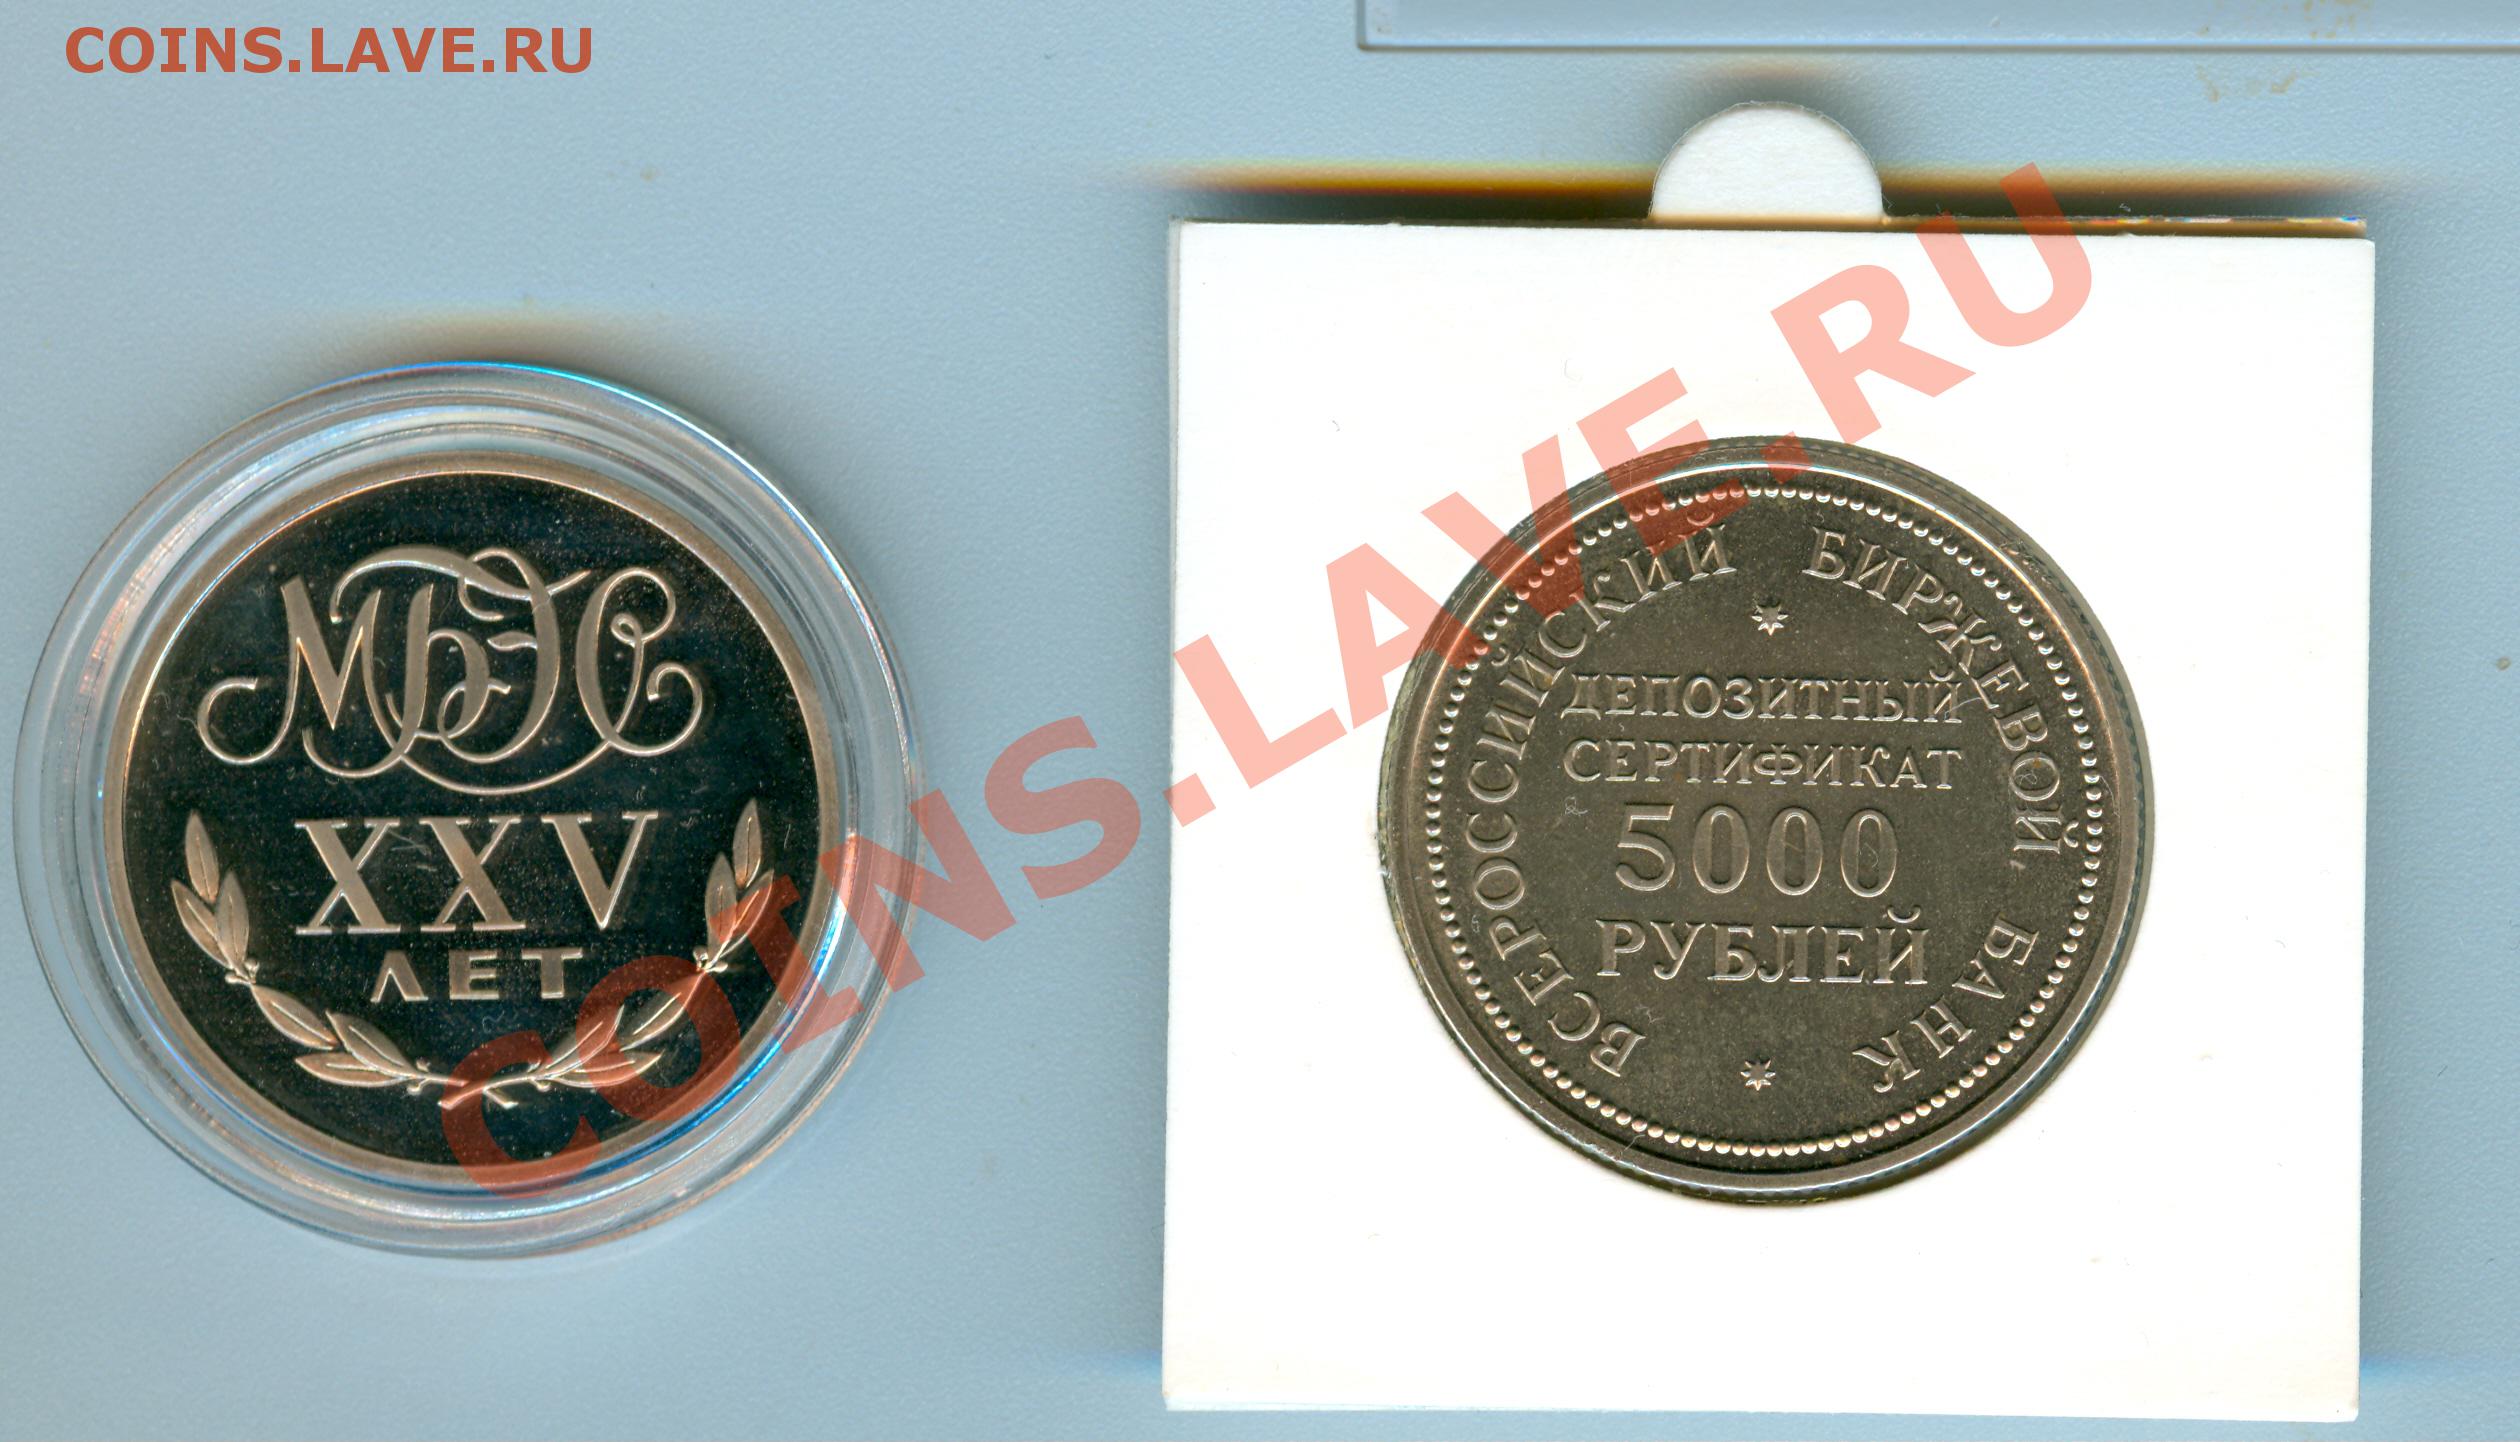 COINS.LAVE.RU
МБЭС
XXV
ЛЕТ
ВСЕРОССИЙСКИЙ БИРЖЕВОЙ БАНК
ДЕПОЗИТНЫЙ
СЕРТИФИКАТ
5000
РУБЛЕЙ
COINS.LAVE.RU